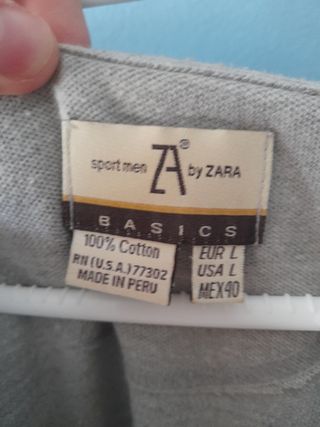 sport men ZA® by ZARA
BASICS
100% Cotton
RN (U.S.A.) 77302
MADE IN PERU
EUR L
USA L
MEX 40